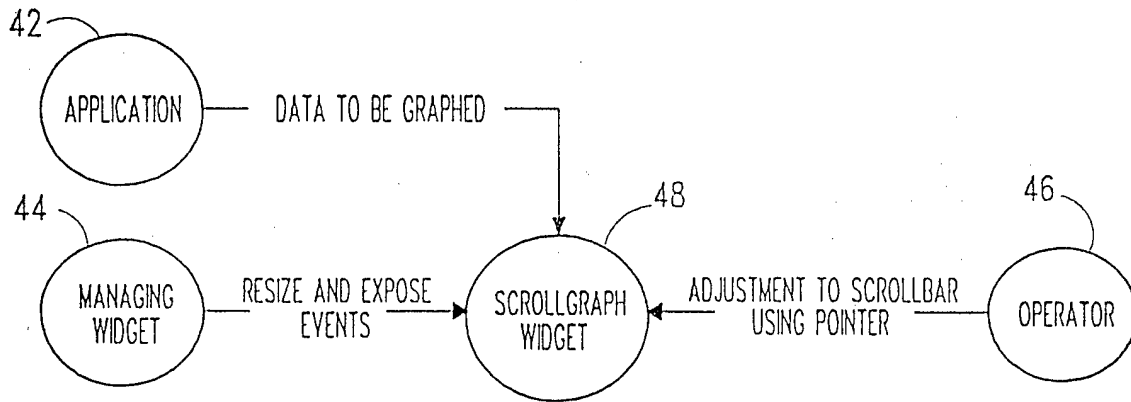 42
APPLICATION
DATA TO BE GRAPHED
44
MANAGING
WIDGET
RESIZE AND EXPOSE
EVENTS
48
SCROLLGRAPH
WIDGET
ADJUSTMENT TO SCROLLBAR
USING POINTER
46
OPERATOR